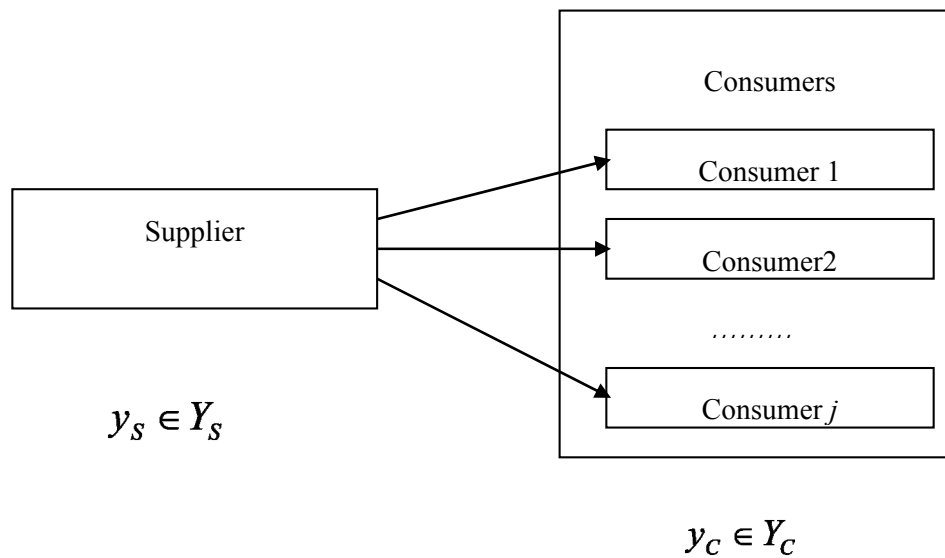 Consumers
Consumer 1
Supplier
Consumer2
………
Consumer j
y_s ∈ Y_s
y_c ∈ Y_c